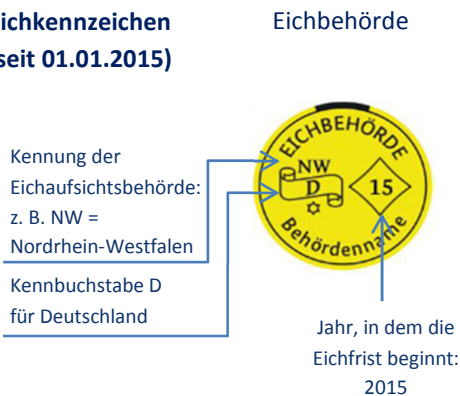 ichkennzeichen
seit 01.01.2015)
Eichbehörde
EICHBEHÖRDE
NW
D
15
Behördenname
Kennung der
Eichaufsichtsbehörde:
z. B. NW =
Nordrhein-Westfalen
Kennbuchstabe D
für Deutschland
Jahr, in dem die
Eichfrist beginnt:
2015